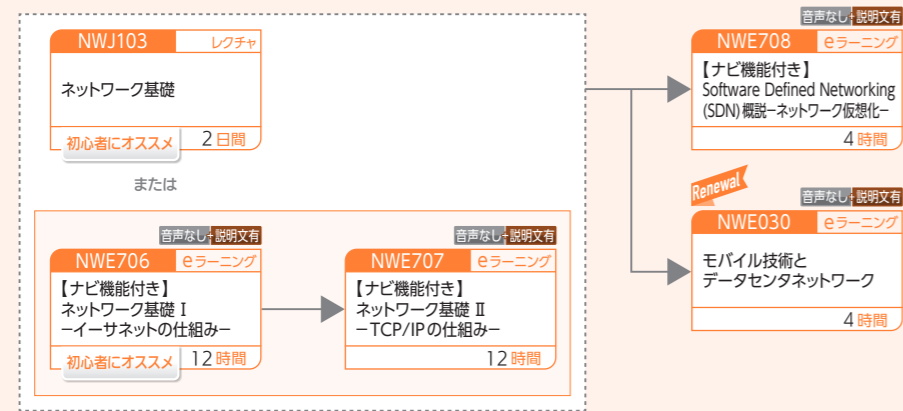 NWJ103 レクチャ
ネットワーク基礎
初心者にオススメ 2日間
または
音声なし+説明文有
NWE706 eラーニング
【ナビ機能付き】
ネットワーク基礎 Ⅰ
−イーサネットの仕組み−
初心者にオススメ 12時間
音声なし+説明文有
NWE707 eラーニング
【ナビ機能付き】
ネットワーク基礎 Ⅱ
−TCP/IPの仕組み−
12時間
音声なし+説明文有
NWE708 eラーニング
【ナビ機能付き】
Software Defined Networking
(SDN)概説−ネットワーク仮想化−
4時間
Renewal
音声なし+説明文有
NWE030 eラーニング
モバイル技術と
データセンタネットワーク
4時間